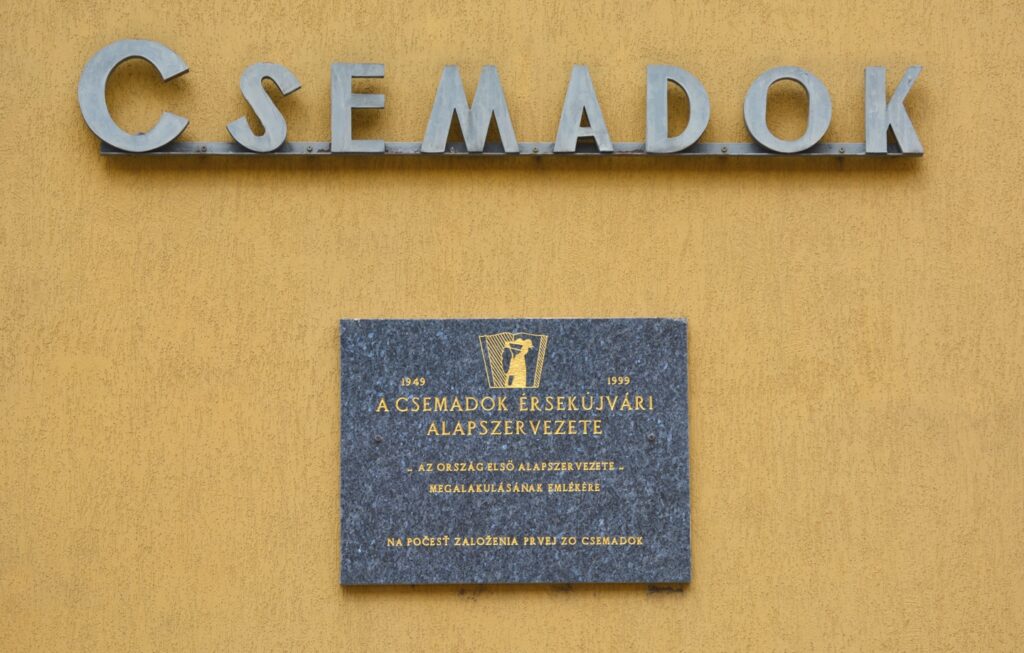 CSEMADOK
1949 1999
A CSEMADOK ÉRSEKÚJVÁRI
ALAPSZERVEZETE
„ AZ ORSZÁG ELSŐ ALAPSZERVEZETE „
MEGALAKULÁSÁNAK EMLÉKÉRE
NA POČESŤ ZALOŽENIA PRVEJ ZO CSEMADOK